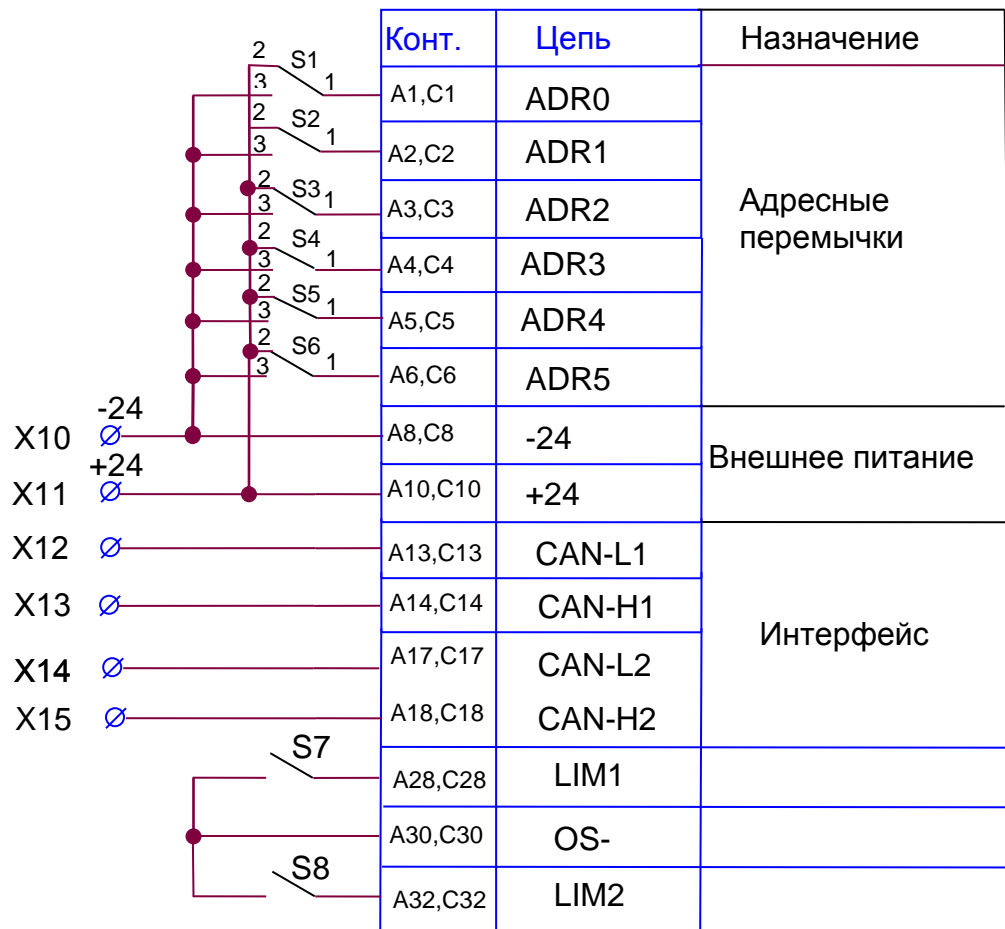 Конт. Цепь Назначение
2 S1
3 1 A1,C1 ADR0
2 S2
3 1 A2,C2 ADR1
2 S3
3 1 A3,C3 ADR2
Адресные
перемычки
2 S4
3 1 A4,C4 ADR3
2 S5
3 1 A5,C5 ADR4
2 S6
3 1 A6,C6 ADR5
-24
X10 A8,C8 -24
Внешнее питание
+24
X11 A10,C10 +24
X12 A13,C13 CAN-L1
X13 A14,C14 CAN-H1
Интерфейс
X14 A17,C17 CAN-L2
X15 A18,C18 CAN-H2
S7
A28,C28 LIM1
A30,C30 OS-
S8
A32,C32 LIM2